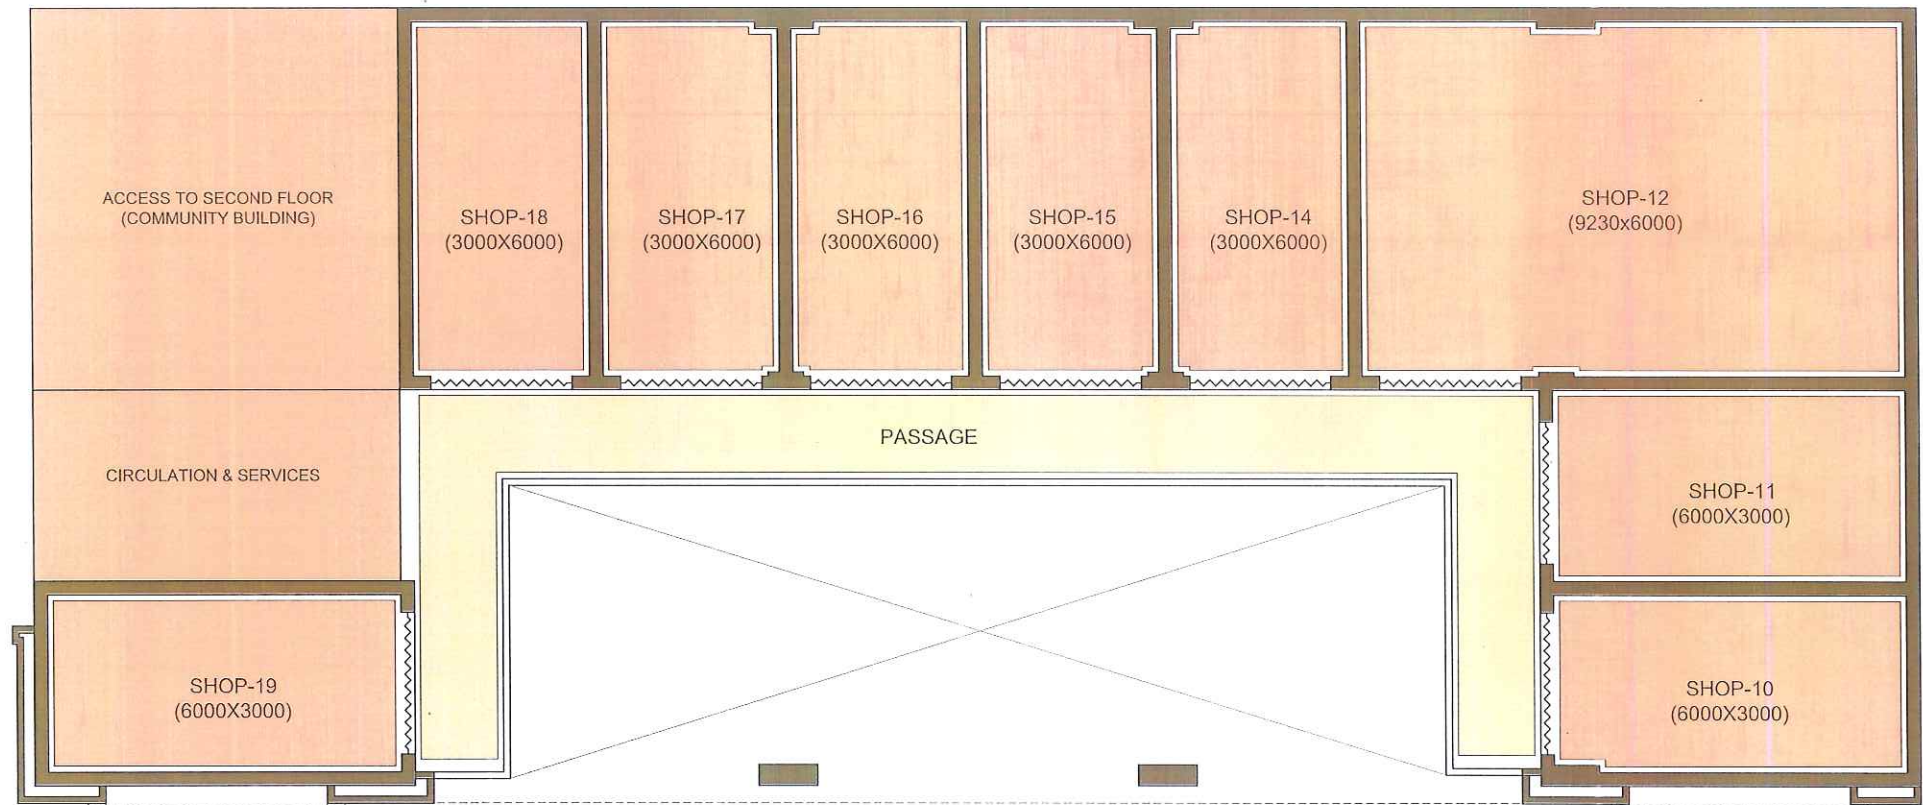 ACCESS TO SECOND FLOOR
(COMMUNITY BUILDING)
SHOP-18
(3000X6000)
SHOP-17
(3000X6000)
SHOP-16
(3000X6000)
SHOP-15
(3000X6000)
SHOP-14
(3000X6000)
SHOP-12
(9230x6000)
PASSAGE
CIRCULATION & SERVICES
SHOP-11
(6000X3000)
SHOP-19
(6000X3000)
SHOP-10
(6000X3000)